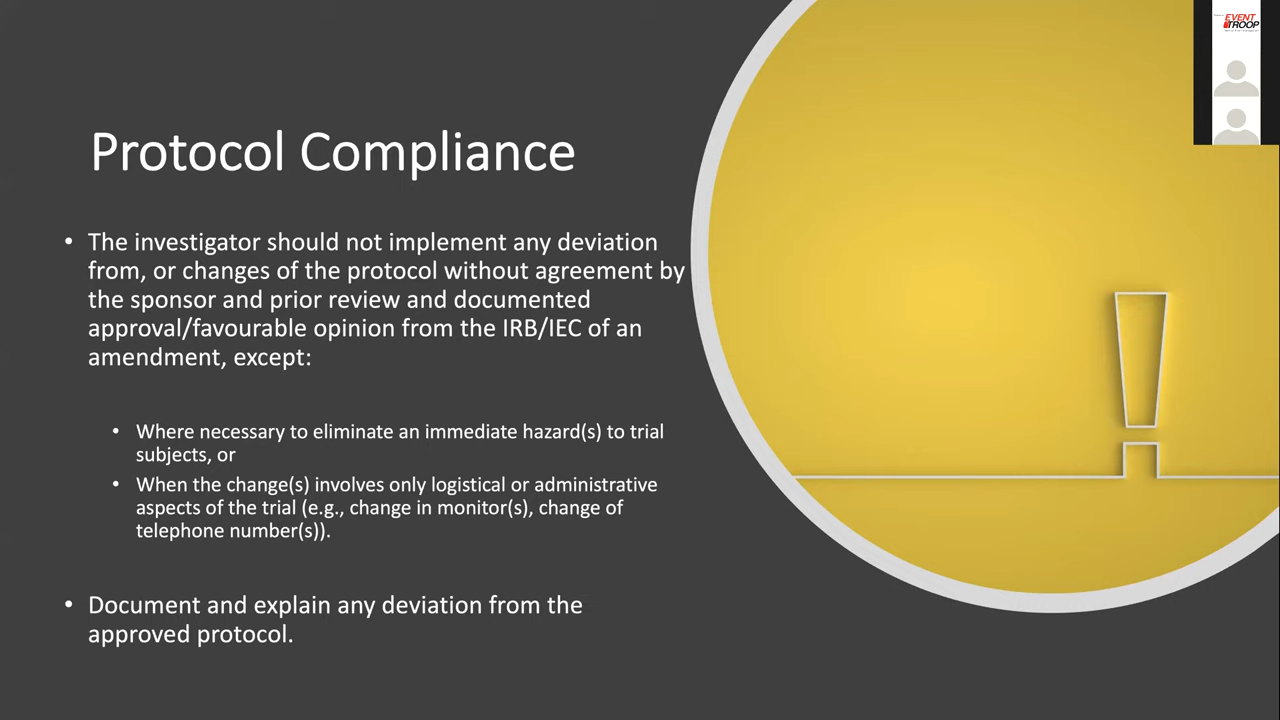 EVENT
TROOP
Protocol Compliance
• The investigator should not implement any deviation
from, or changes of the protocol without agreement by
the sponsor and prior review and documented
approval/favourable opinion from the IRB/IEC of an
amendment, except:
• Where necessary to eliminate an immediate hazard(s) to trial
subjects, or
• When the change(s) involves only logistical or administrative
aspects of the trial (e.g., change in monitor(s), change of
telephone number(s)).
• Document and explain any deviation from the
approved protocol.